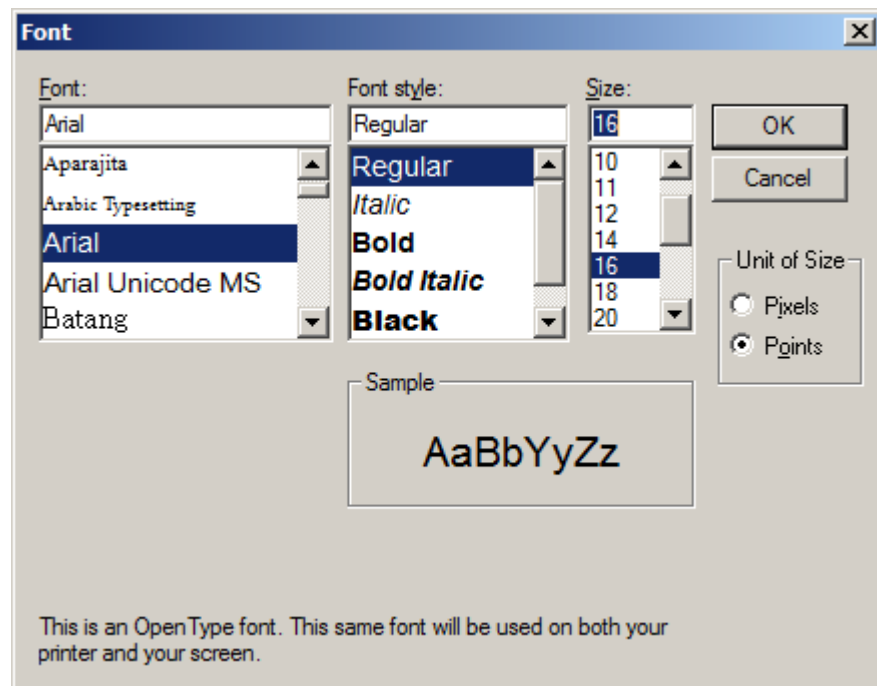 Font
Font:
Arial
Aparajita
Arabic Typesetting
Arial
Arial Unicode MS
Batang
Font style:
Regular
Regular
Italic
Bold
Bold Italic
Black
Size:
16
10
11
12
14
16
18
20
OK
Cancel
Unit of Size
Pixels
Points
Sample
AaBbYyZz
This is an OpenType font. This same font will be used on both your
printer and your screen.